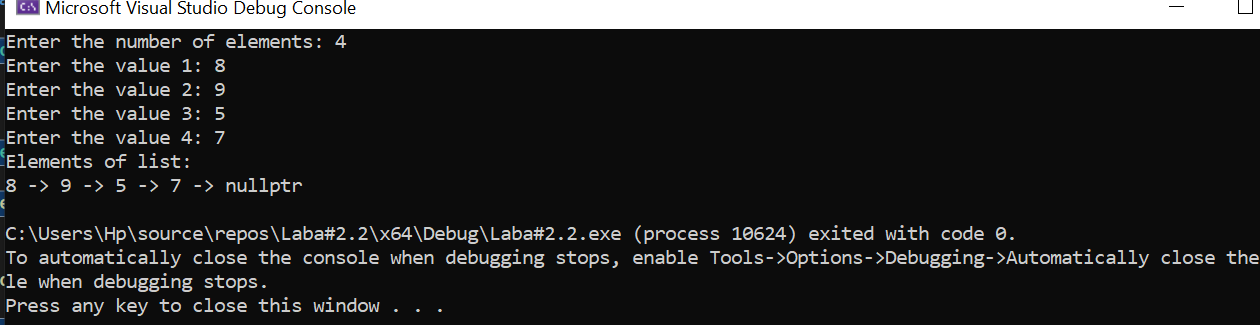 Microsoft Visual Studio Debug Console
Enter the number of elements: 4
Enter the value 1: 8
Enter the value 2: 9
Enter the value 3: 5
Enter the value 4: 7
Elements of list:
8 -> 9 -> 5 -> 7 -> nullptr
C:\Users\Hp\source\repos\Laba#2.2\x64\Debug\Laba#2.2.exe (process 10624) exited with code 0.
To automatically close the console when debugging stops, enable Tools->Options->Debugging->Automatically close the
le when debugging stops.
Press any key to close this window . . .